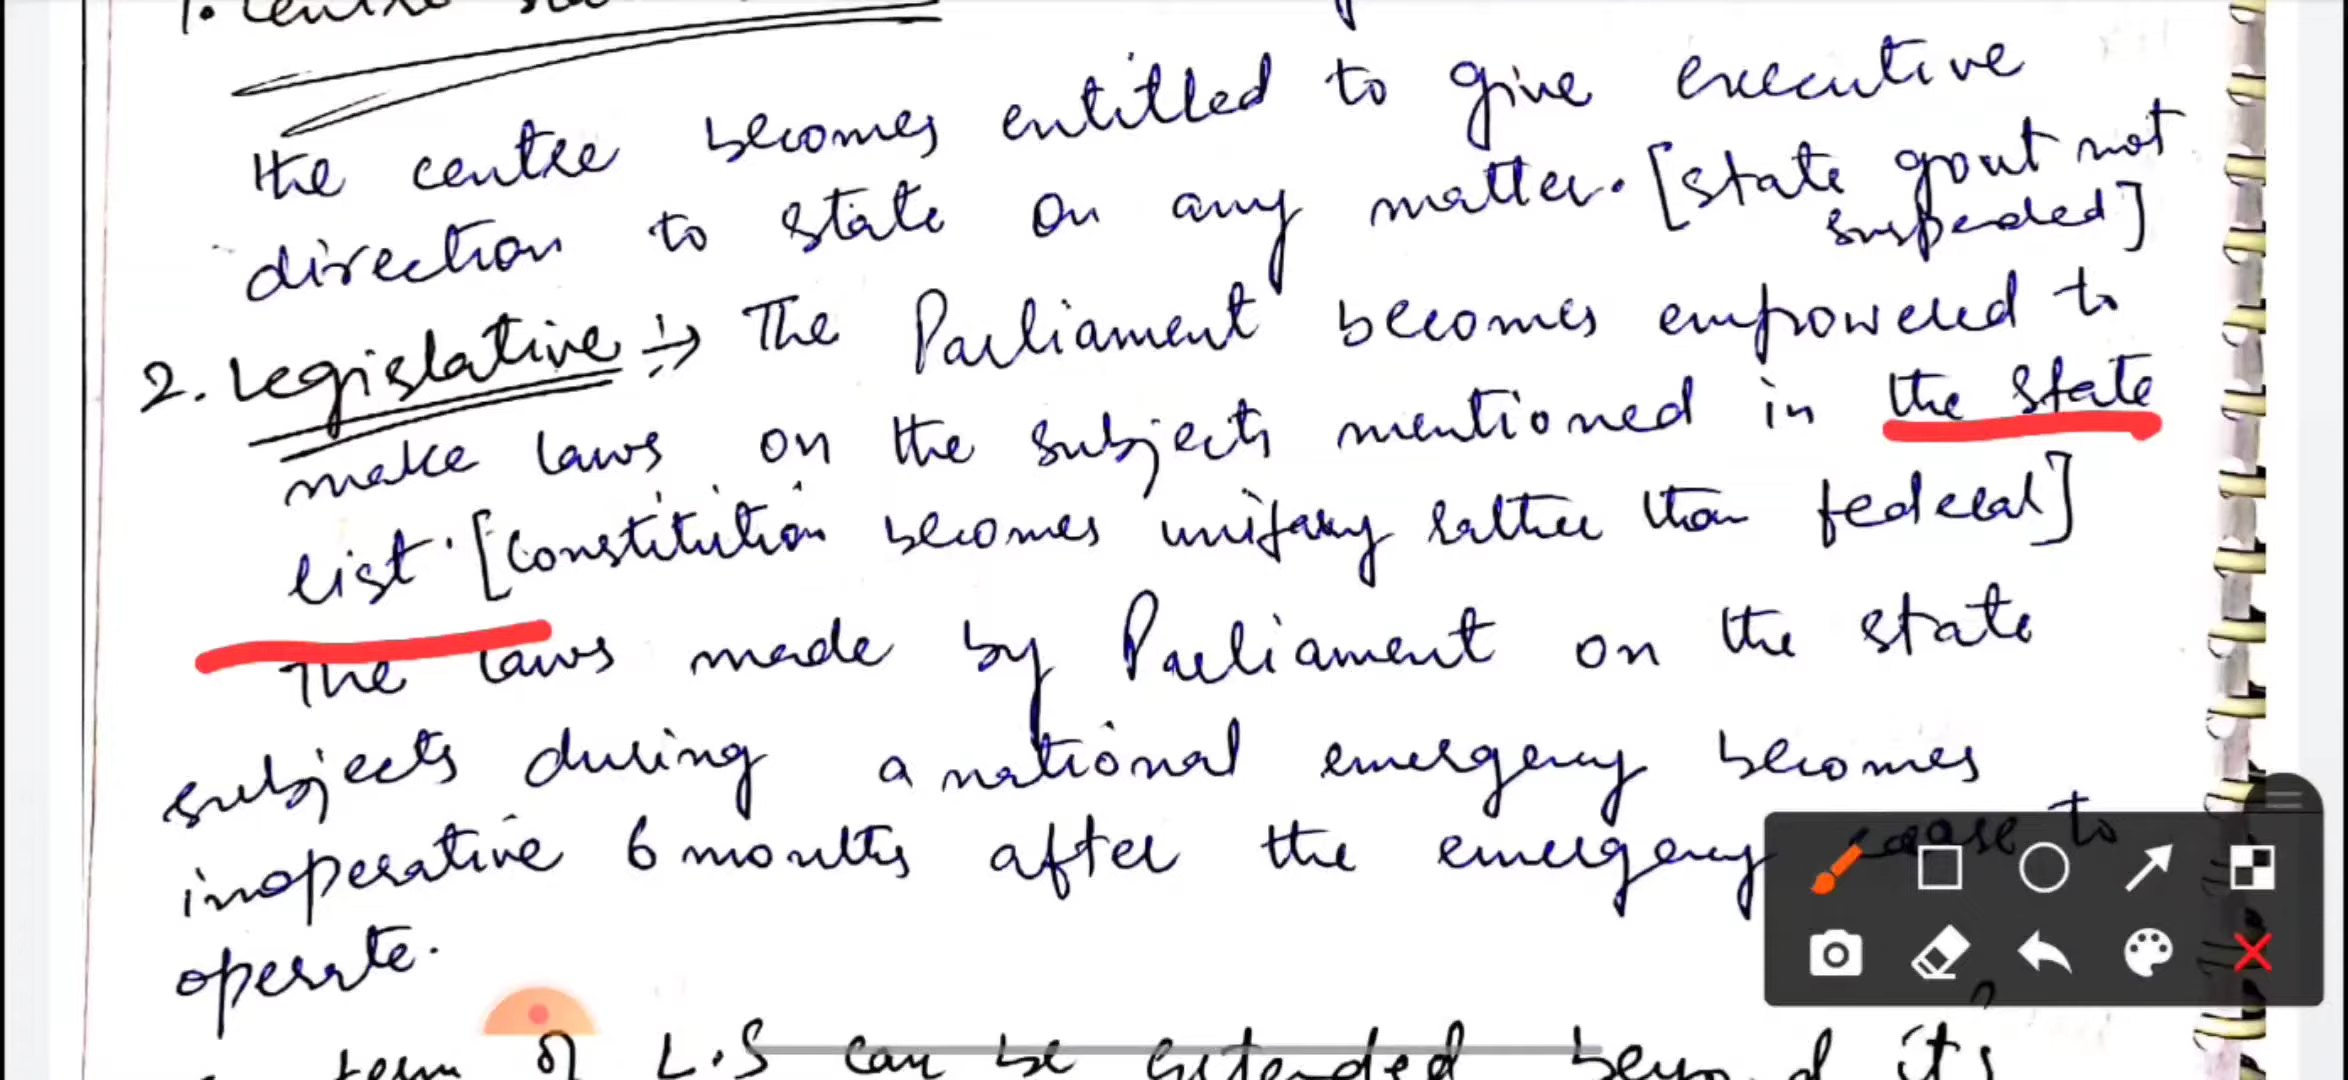 1. Centre
the centre becomes entitled to give executive
direction to state on any matter. [state govt not
suspended]
2. Legislative ÷→ The Parliament becomes empowered to
make laws on the subjects mentioned in the state
list. [Constitution becomes unitary rather than federal]
The laws made by Parliament on the state
subjects during a national emergency becomes
inoperative 6 months after the emergency cease to
operate.
term of L.S can be extended beyond it's